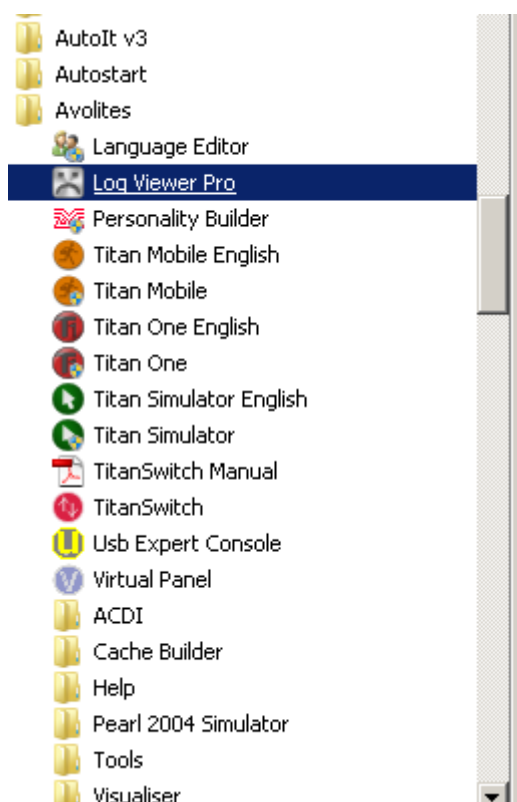 AutoIt v3
Autostart
Avolites
Language Editor
Log Viewer Pro
Personality Builder
Titan Mobile English
Titan Mobile
Titan One English
Titan One
Titan Simulator English
Titan Simulator
TitanSwitch Manual
TitanSwitch
Usb Expert Console
Virtual Panel
ACDI
Cache Builder
Help
Pearl 2004 Simulator
Tools
Visualiser